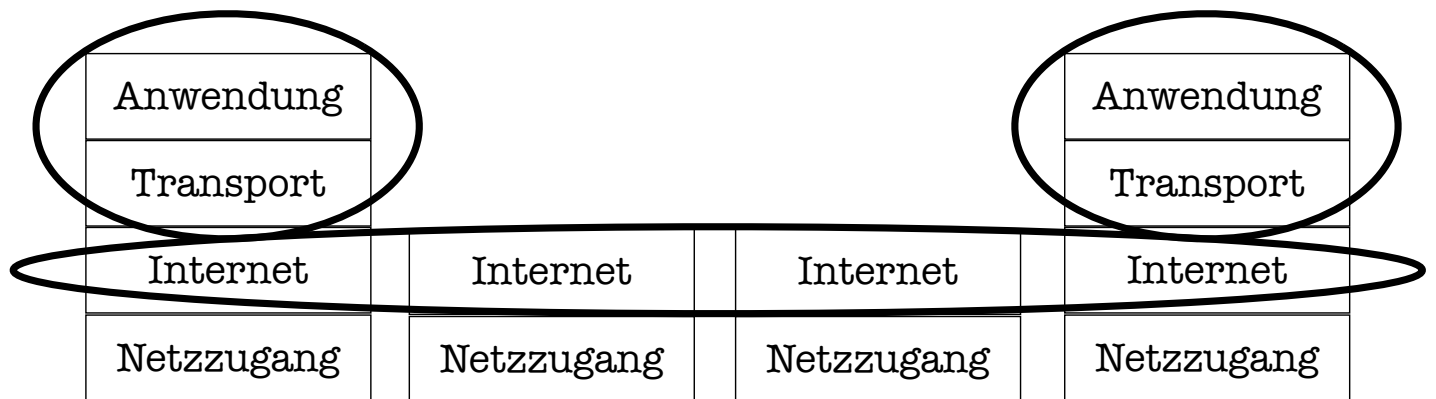 Anwendung Anwendung
Transport Transport
Internet Internet Internet Internet
Netzzugang Netzzugang Netzzugang Netzzugang